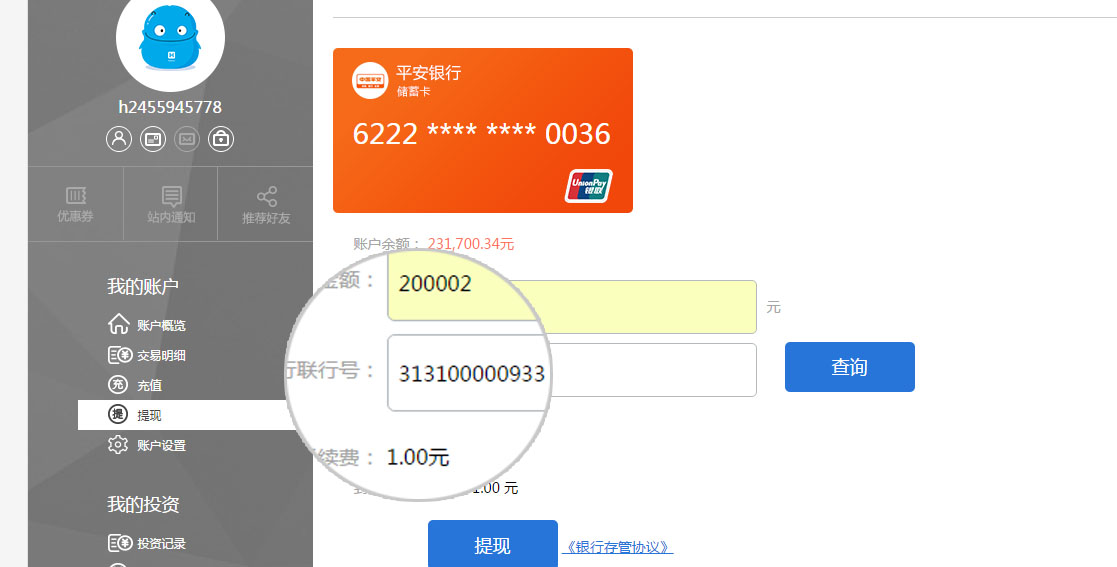 h2455945778
优惠券
站内通知
推荐好友
我的账户
账户概览
交易明细
充 充值
提 提现
账户设置
我的投资
投资记录
平安银行
储蓄卡
6222 **** **** 0036
UnionPay
银联
账户余额： 231,700.34元
金额： 200002 元
行联行号： 313100000933 查询
续费： 1.00元
1.00 元
提现 《银行存管协议》